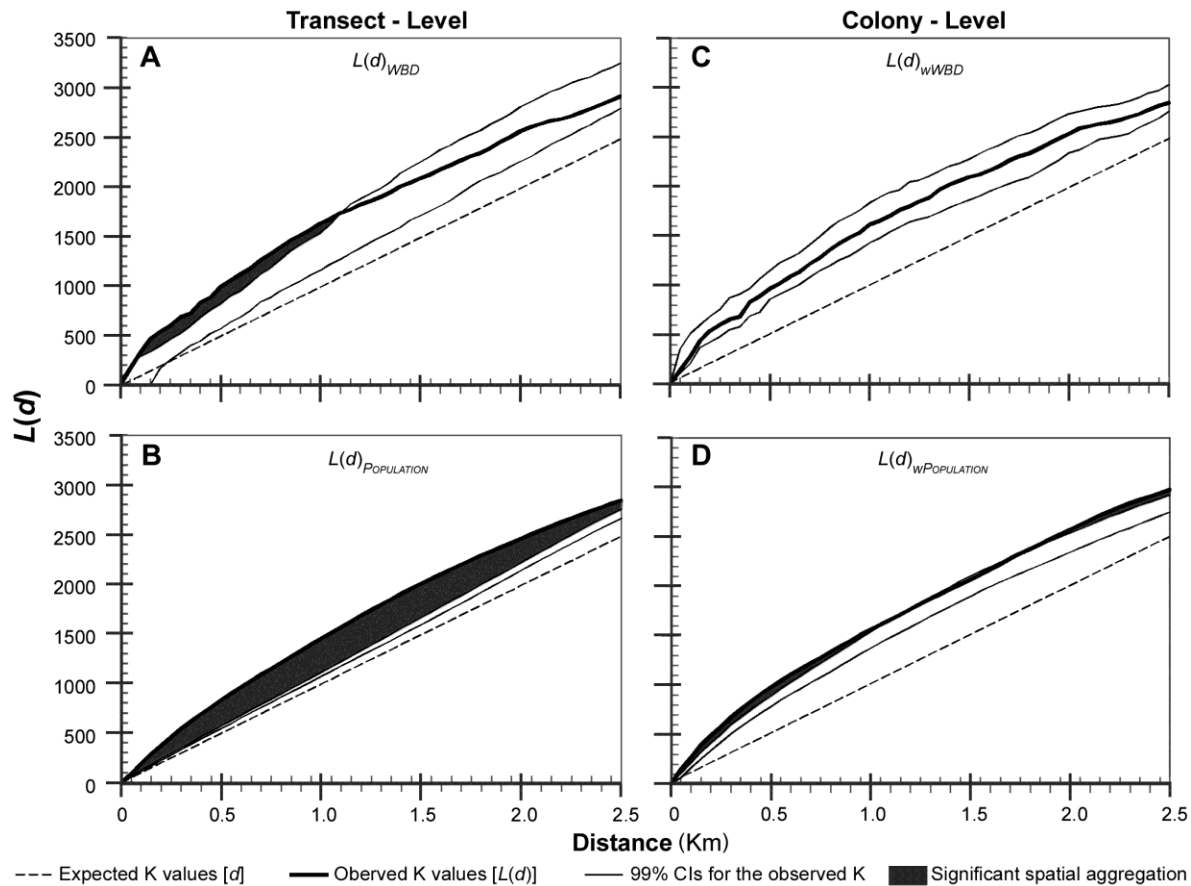 Transect - Level
Colony - Level
A
L(d)WBD
3500
3000
2500
2000
1500
1000
500
0
C
L(d)wWBD
L(d)
B
L(d)POPULATION
3500
3000
2500
2000
1500
1000
500
0
D
L(d)wPOPULATION
0 0.5 1.0 1.5 2.0 2.5
0 0.5 1.0 1.5 2.0 2.5
Distance (Km)
Expected K values [d] Oberved K values [L(d)] 99% CIs for the observed K Significant spatial aggregation